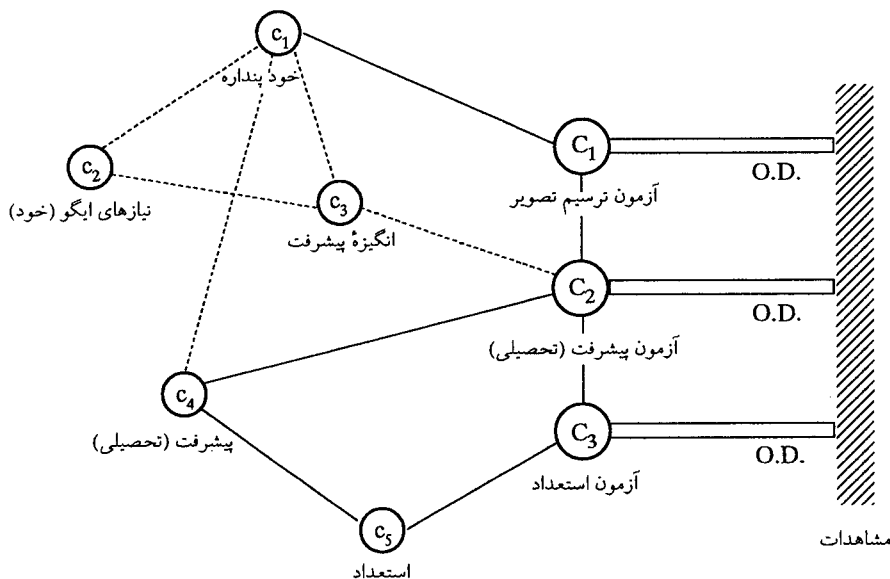 c₁
خود پنداره
c₂
نیازهای ایگو (خود)
c₃
انگیزهٔ پیشرفت
C₁
آزمون ترسیم تصویر
O.D.
C₂
آزمون پیشرفت (تحصیلی)
O.D.
c₄
پیشرفت (تحصیلی)
C₃
آزمون استعداد
O.D.
c₅
استعداد
مشاهدات